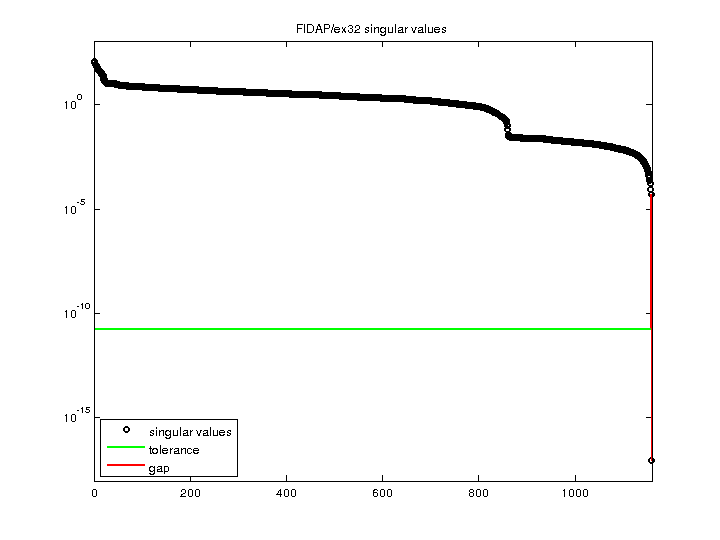 FIDAP/ex32 singular values
10^0
10^-5
10^-10
10^-15
singular values
tolerance
gap
0 200 400 600 800 1000